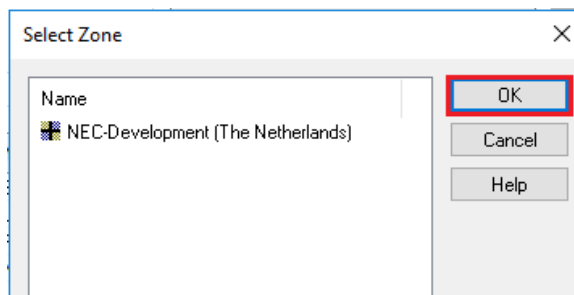 Select Zone
Name
NEC-Development (The Netherlands)
OK
Cancel
Help